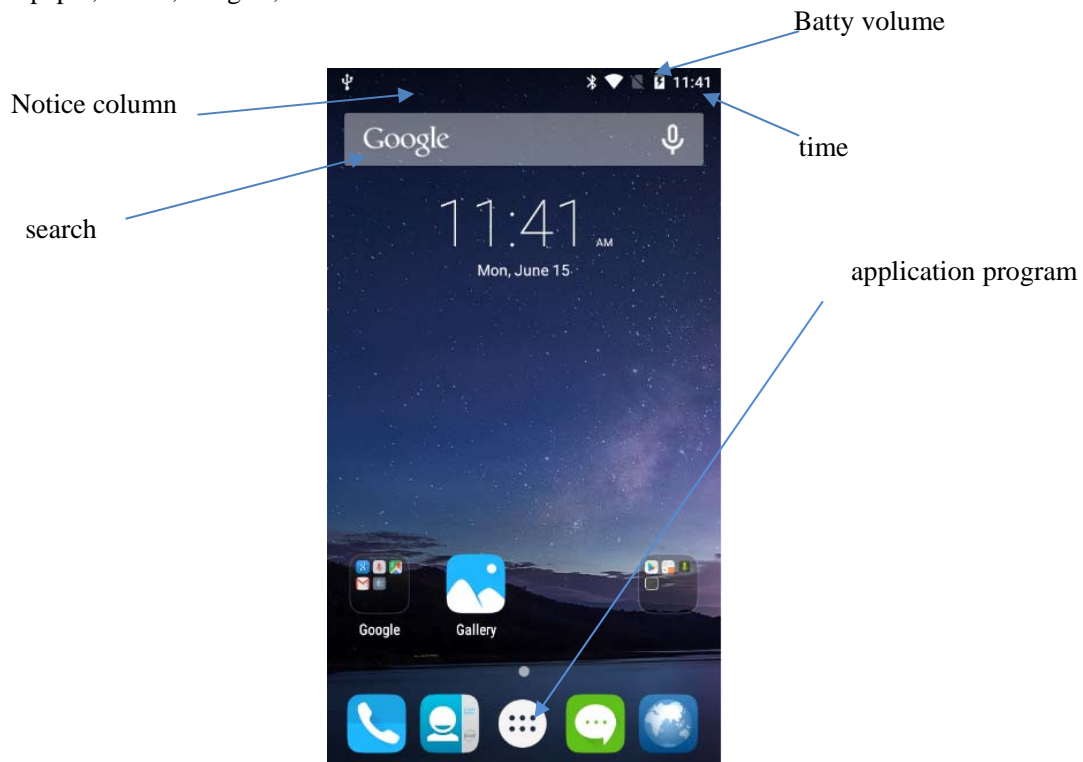 Batty volume
11:41
Notice column
Google
time
search
11:41
AM
Mon, June 15
application program
Google
Gallery